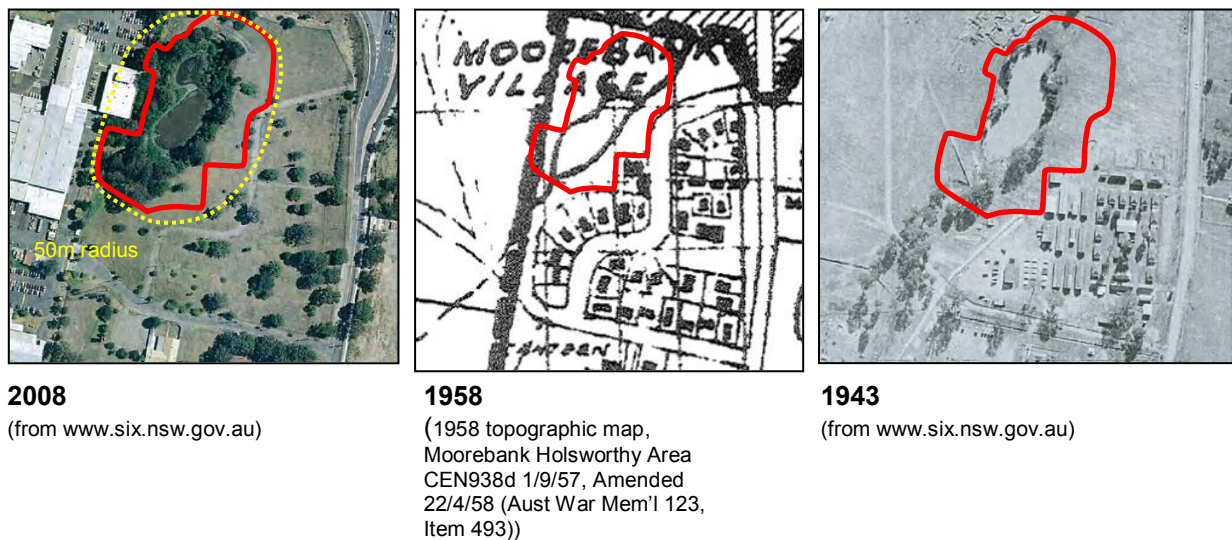 50m radius
MOOREBANK
VILLAGE
2008
(from www.six.nsw.gov.au)
1958
(1958 topographic map,
Moorebank Holsworthy Area
CEN938d 1/9/57, Amended
22/4/58 (Aust War Mem'l 123,
Item 493))
1943
(from www.six.nsw.gov.au)